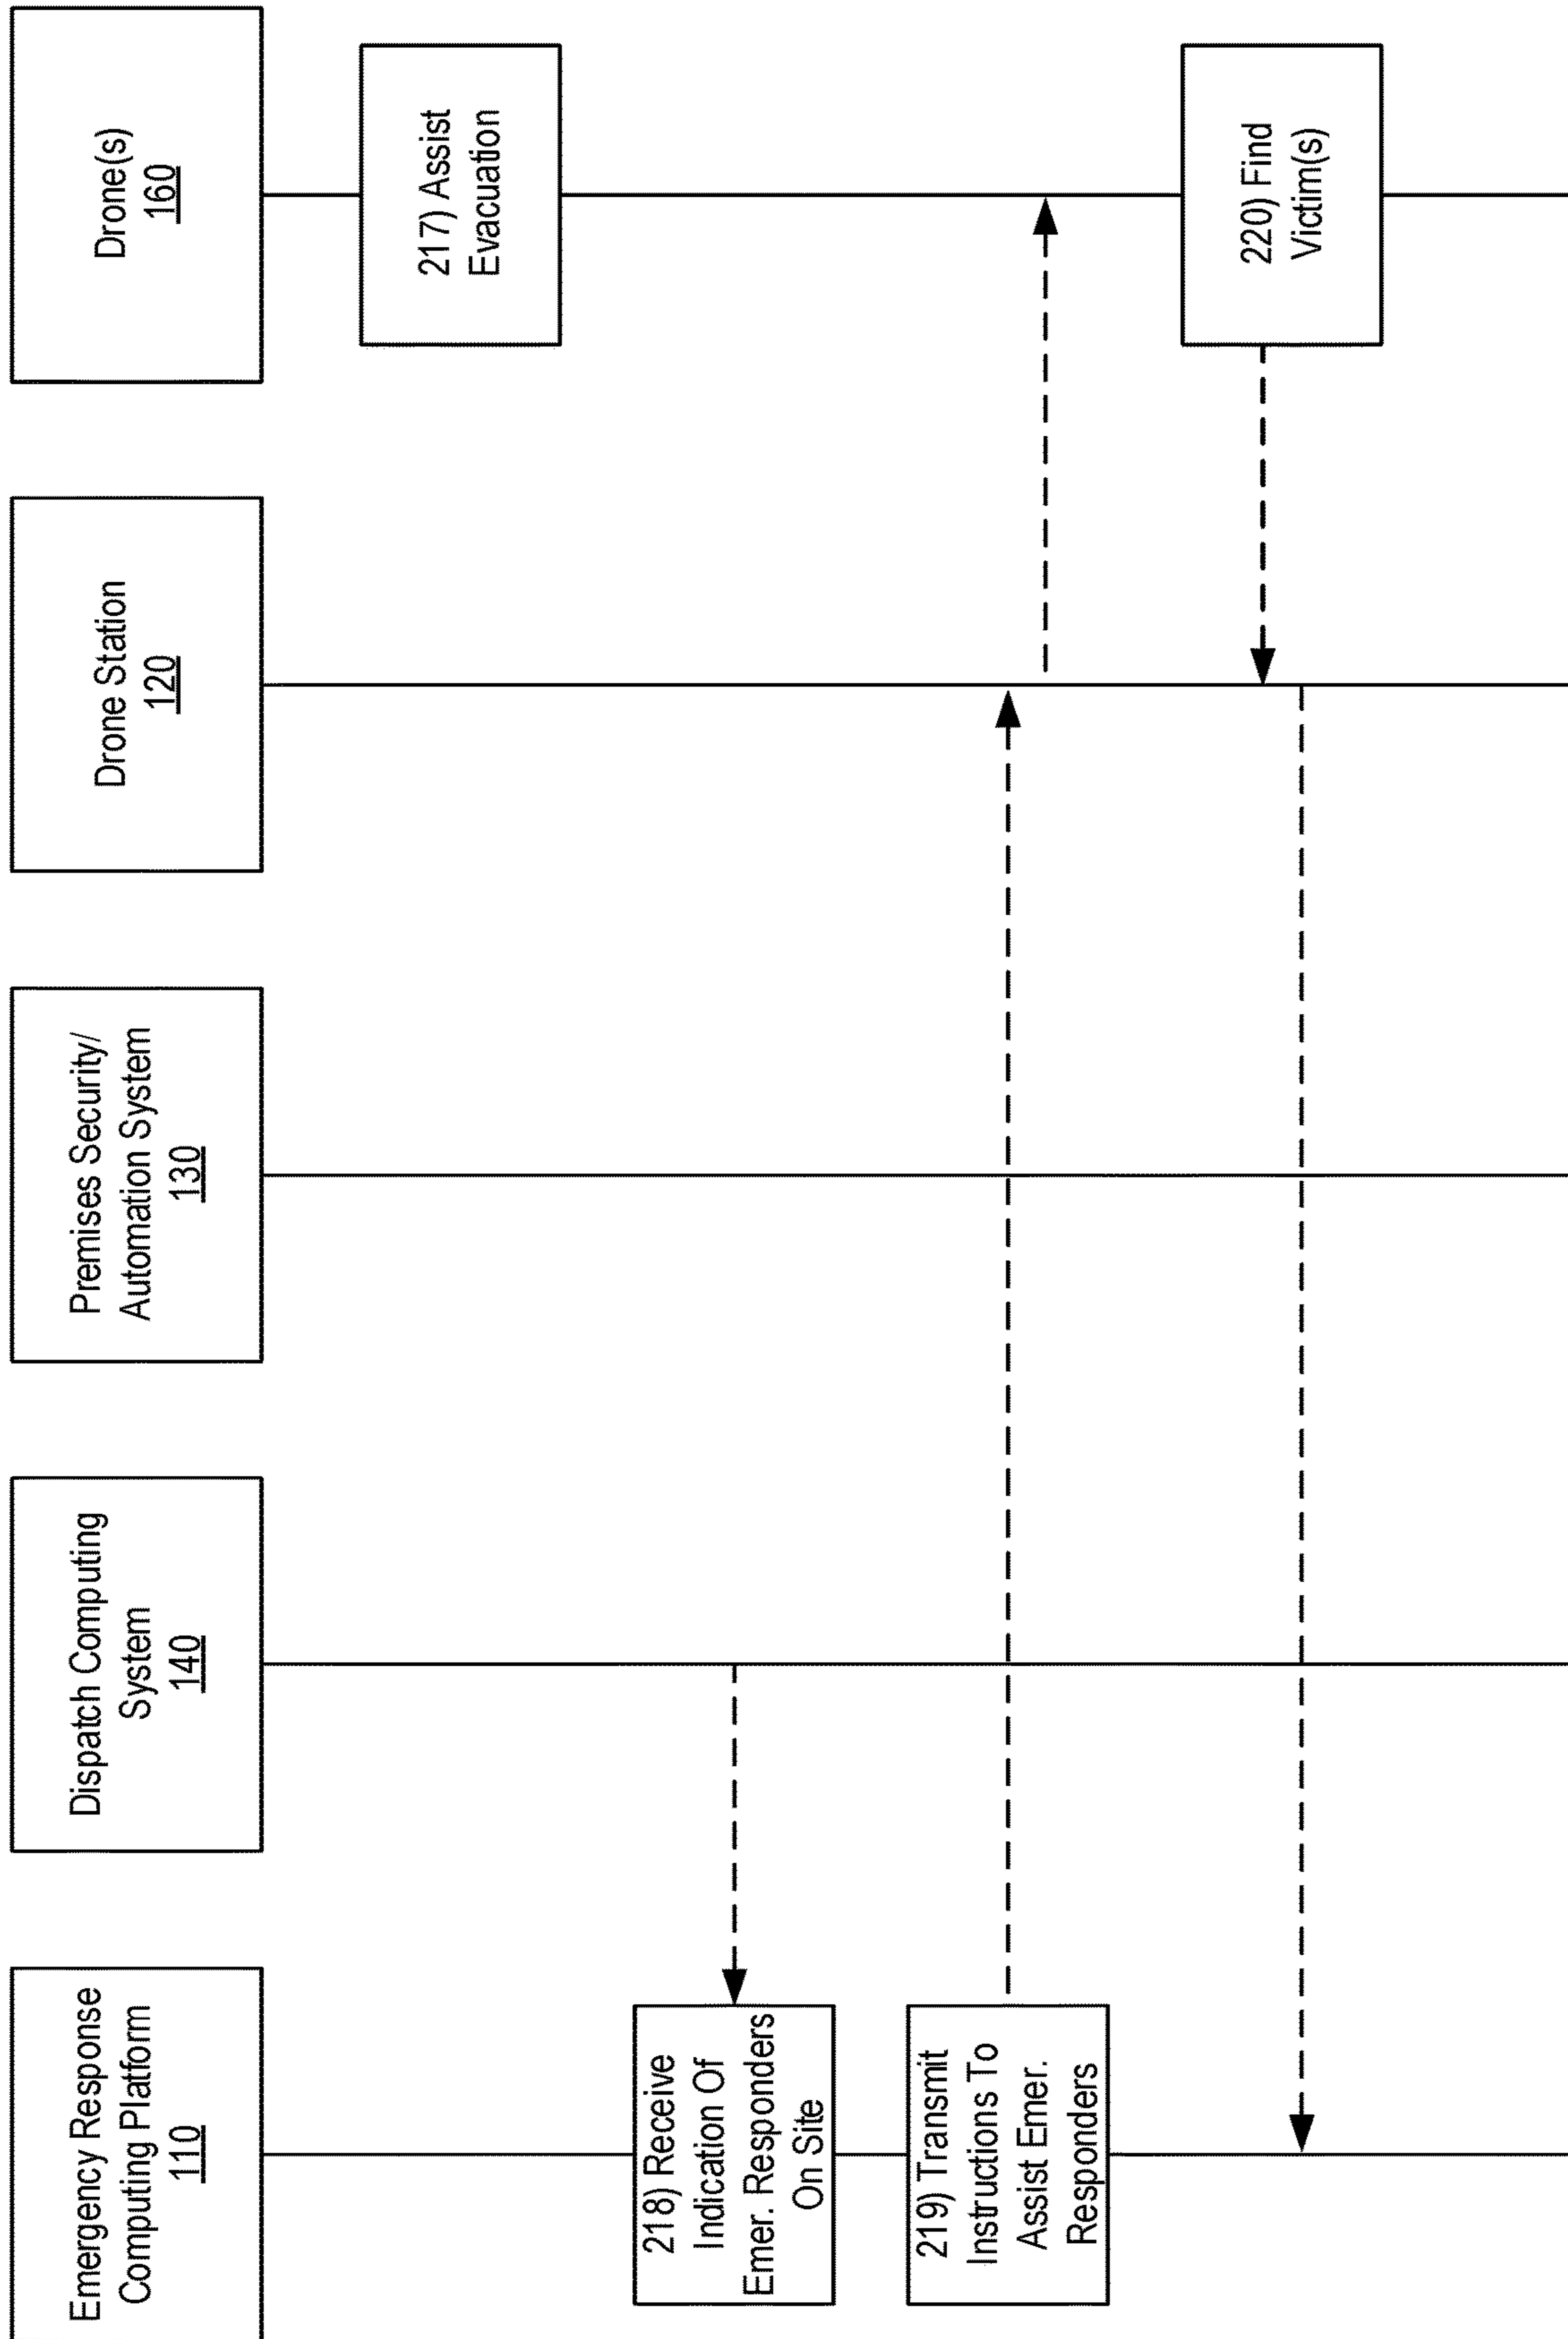 Emergency Response
Computing Platform
110
Dispatch Computing
System
140
Premises Security/
Automation System
130
Drone Station
120
Drone(s)
160
217) Assist
Evacuation
218) Receive
Indication Of
Emer. Responders
On Site
219) Transmit
Instructions To
Assist Emer.
Responders
220) Find
Victim(s)